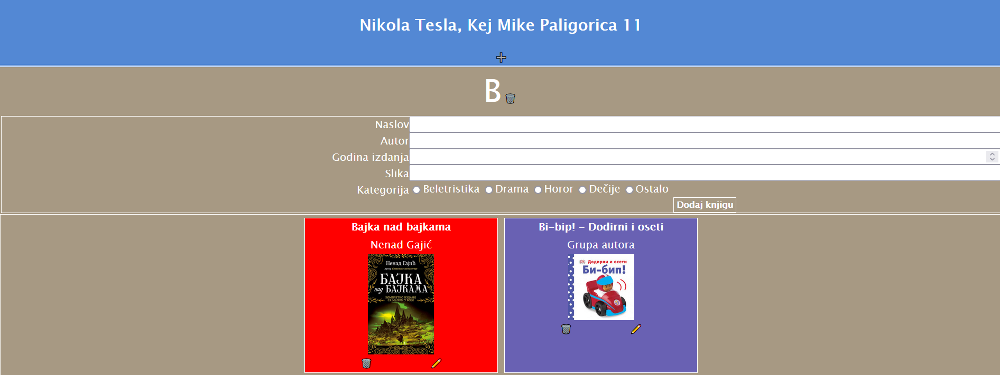 Nikola Tesla, Kej Mike Paligorica 11
B
Naslov
Autor
Godina izdanja
Slika
Kategorija Beletristika Drama Horor Dečije Ostalo
Dodaj knjigu
Bajka nad bajkama
Nenad Gajić
Ненад Гајић
Аутор Словенске митологије
БАЈКА
над БАЈКАМА
КОМПЛЕТНО ИЗДАЊЕ
СА МАПОМ У БОЈИ
Bi-bip! - Dodirni i oseti
Grupa autora
DK Додирни и осети
Би-бип!